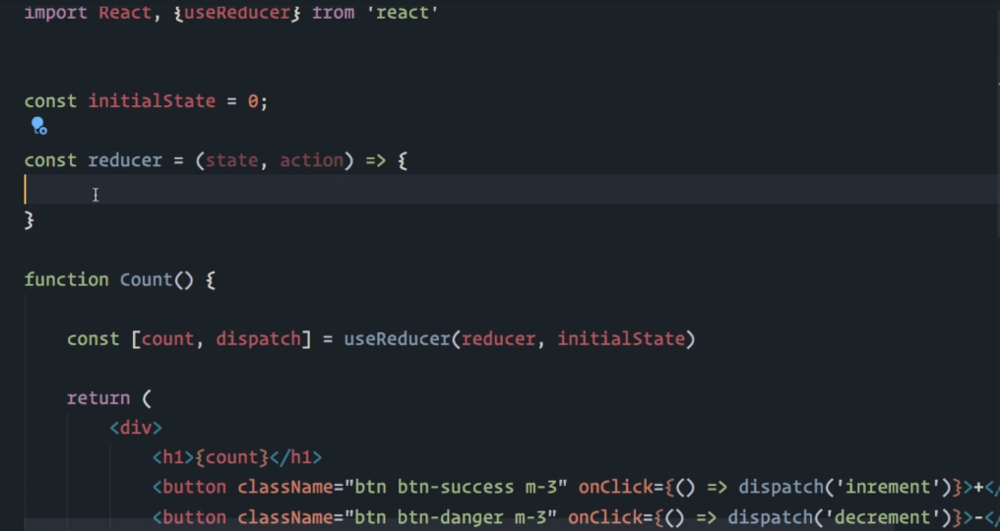 import React, {useReducer} from 'react'
const initialState = 0;
const reducer = (state, action) => {
}
function Count() {
const [count, dispatch] = useReducer(reducer, initialState)
return (
<div>
<h1>{count}</h1>
<button className="btn btn-success m-3" onClick={() => dispatch('inrement')}>+</
<button className="btn btn-danger m-3" onClick={() => dispatch('decrement')}>-</